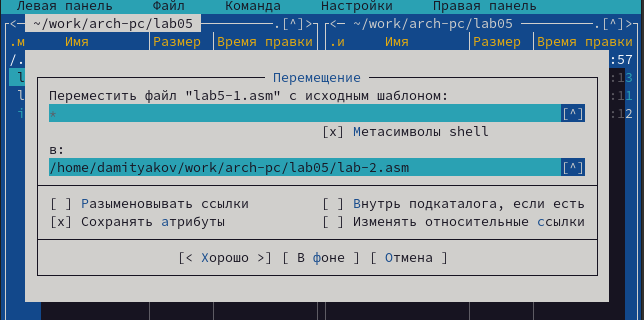 Левая панель Файл Команда Настройки Правая панель
<─ ~/work/arch-pc/lab05 ─.[^]> <─ ~/work/arch-pc/lab05 ─.[^]>
.м Имя Размер Время правки .и Имя Размер Время правки
/. :57
Перемещение
l :13
Переместить файл "lab5-1.asm" с исходным шаблоном:
l :11
* [^]
i :12
[x] Метасимволы shell
в:
/home/damityakov/work/arch-pc/lab05/lab-2.asm [^]
[ ] Разыменовывать ссылки [ ] Внутрь подкаталога, если есть
[x] Сохранять атрибуты [ ] Изменять относительные ссылки
[< Хорошо >] [ В фоне ] [ Отмена ]